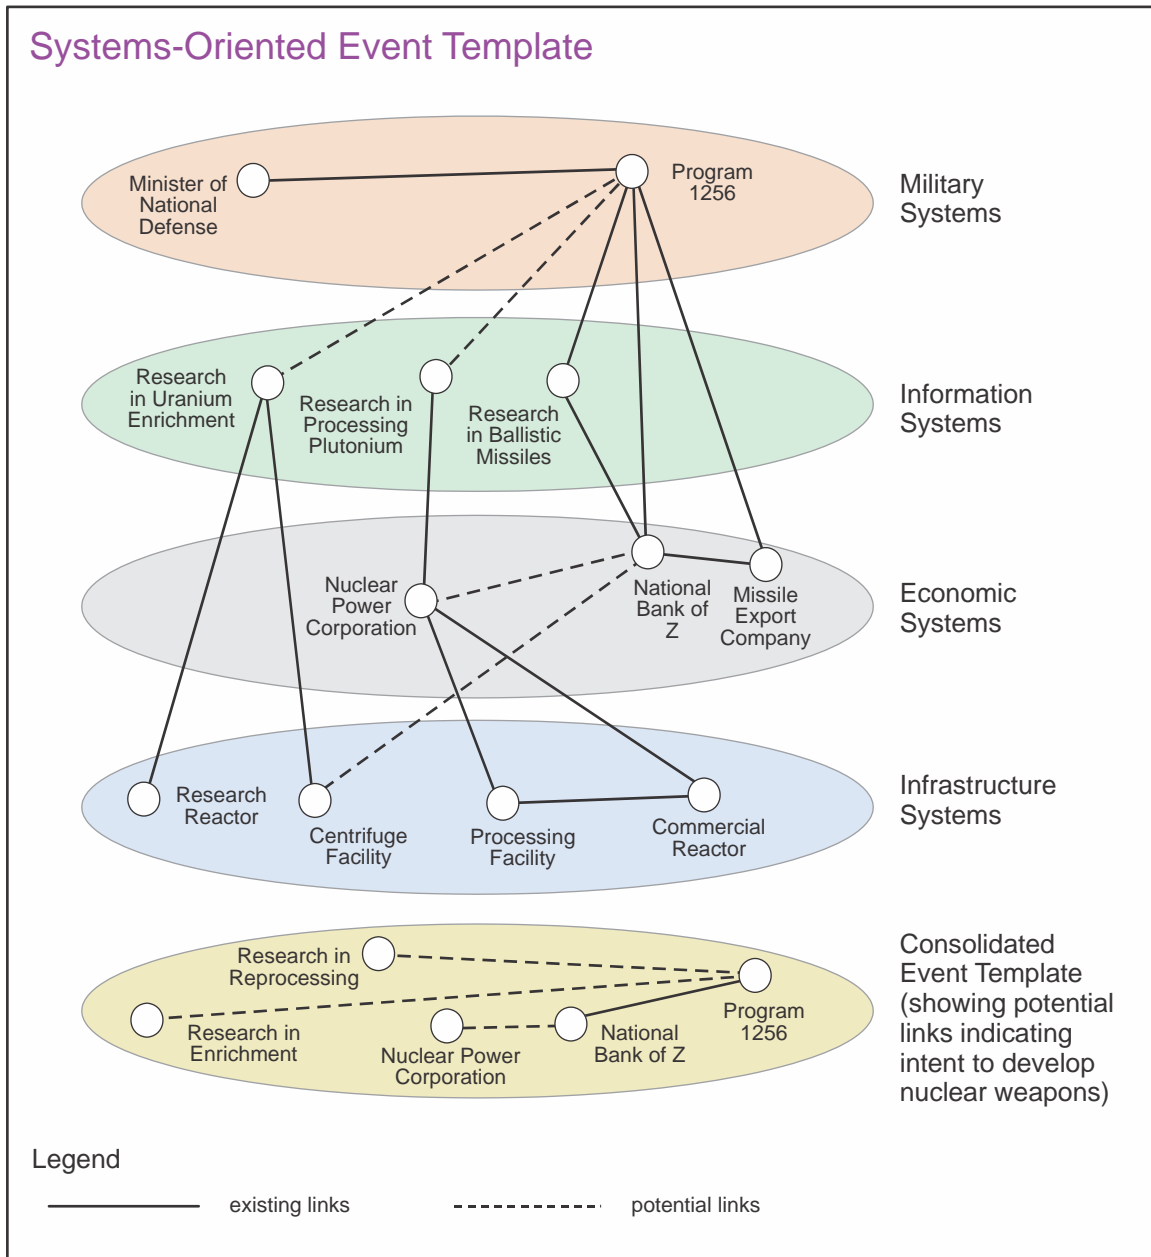 Systems-Oriented Event Template
Minister of
National
Defense
Program
1256
Military
Systems
Research
in Uranium
Enrichment
Research in
Processing
Plutonium
Research
in Ballistic
Missiles
Information
Systems
Nuclear
Power
Corporation
National
Bank of
Z
Missile
Export
Company
Economic
Systems
Research
Reactor
Centrifuge
Facility
Processing
Facility
Commercial
Reactor
Infrastructure
Systems
Research in
Reprocessing
Research in
Enrichment
Nuclear Power
Corporation
National
Bank of Z
Program
1256
Consolidated
Event Template
(showing potential
links indicating
intent to develop
nuclear weapons)
Legend
existing links
potential links